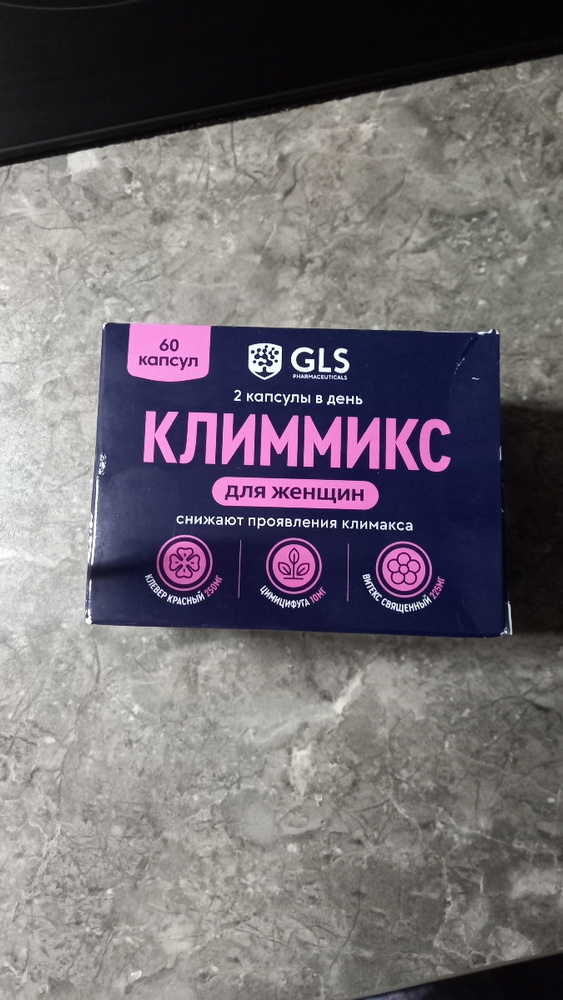 60
капсул
GLS
PHARMACEUTICALS
2 капсулы в день
КЛИММИКС
для женщин
снижают проявления климакса
КЛЕВЕР КРАСНЫЙ 250МГ
ЦИМИЦИФУГА 10МГ
ВИТЕКС СВЯЩЕННЫЙ 225МГ